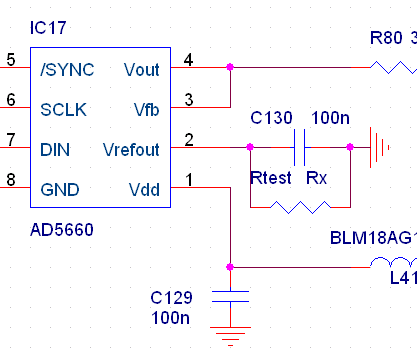 IC17
R80 3
5 /SYNC Vout 4
6 SCLK Vfb 3
C130 100n
7 DIN Vrefout 2
Rtest Rx
8 GND Vdd 1
AD5660
BLM18AG1
L41
C129
100n